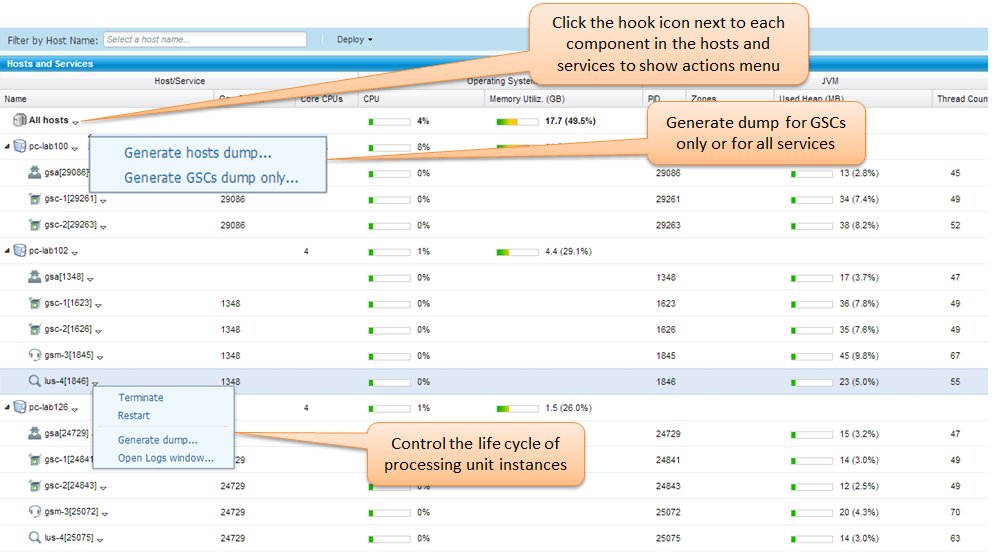 Click the hook icon next to each
component in the hosts and
services to show actions menu
Filter by Host Name: Select a host name... Deploy
Hosts and Services
Host/Service Operating System JVM
Name Core CPUs CPU Memory Utiliz. (GB) PID Zones Used Heap (MB) Thread Count
All hosts 4% 17.7 (49.5%)
Generate dump for GSCs
only or for all services
pc-lab100 8%
Generate hosts dump...
Generate GSCs dump only...
gsa[29086] 0% 29086 13 (2.8%) 45
gsc-1[29261] 29086 0% 29261 34 (7.4%) 49
gsc-2[29263] 29086 0% 29263 38 (8.2%) 52
pc-lab102 4 1% 4.4 (29.1%)
gsa[1348] 0% 1348 17 (3.7%) 47
gsc-1[1623] 1348 0% 1623 36 (7.8%) 49
gsc-2[1626] 1348 0% 1626 35 (7.6%) 49
gsm-3[1845] 1348 0% 1845 45 (9.8%) 67
lus-4[1846] 1348 0% 1846 23 (5.0%) 55
Terminate
Restart
Generate dump...
Open Logs window...
pc-lab126 4 1% 1.5 (26.0%)
Control the life cycle of
processing unit instances
gsa[24729] 24729 15 (3.2%) 47
gsc-1[24841 24729 24841 14 (3.0%) 49
gsc-2[24843] 24729 0% 24843 12 (2.5%) 49
gsm-3[25072] 24729 0% 25072 20 (4.3%) 70
lus-4[25075] 24729 0% 25075 14 (3.0%) 63